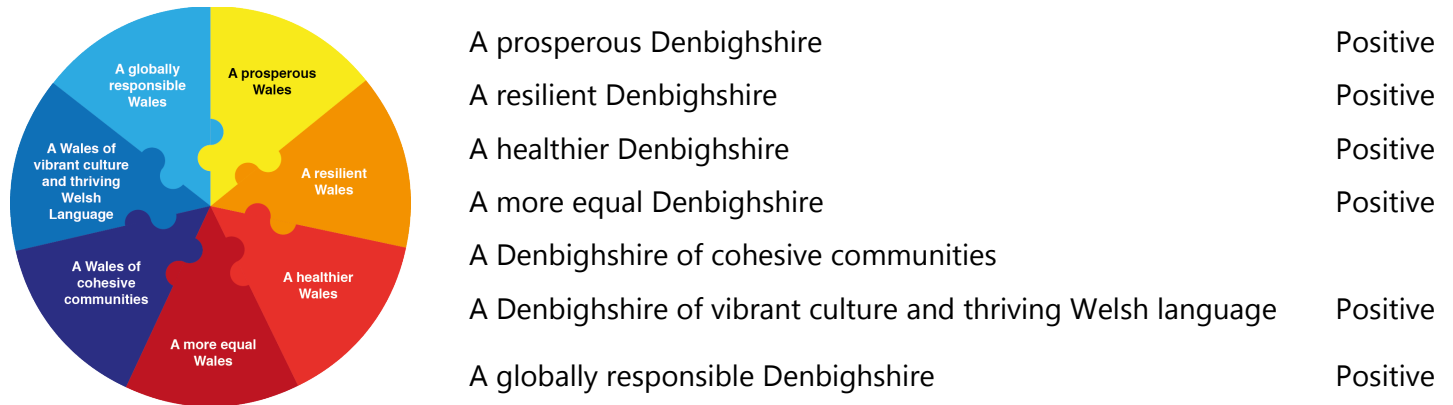 A globally
responsible
Wales
A prosperous
Wales
A resilient
Wales
A healthier
Wales
A more equal
Wales
A Wales of
cohesive
communities
A Wales of
vibrant culture
and thriving
Welsh
Language
A prosperous Denbighshire Positive
A resilient Denbighshire Positive
A healthier Denbighshire Positive
A more equal Denbighshire Positive
A Denbighshire of cohesive communities
A Denbighshire of vibrant culture and thriving Welsh language Positive
A globally responsible Denbighshire Positive